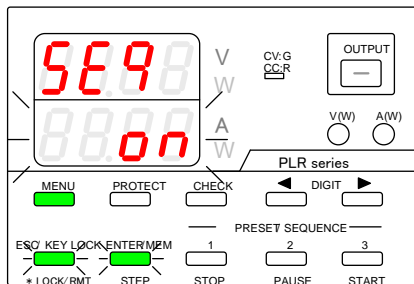 SEq
V
W
CV:G
CC:R
OUTPUT
on
A
W
V(W) A(W)
PLR series
MENU PROTECT CHECK ◀ DIGIT ▶
PRESET/ SEQUENCE
ESC/ KEY LOCK ENTER/MEM 1 2 3
* LOCK/RMT STEP STOP PAUSE START